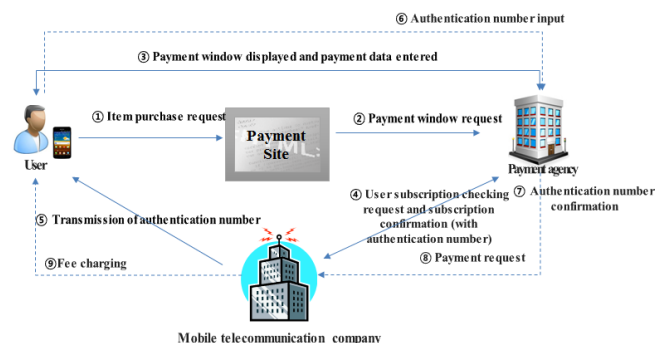 ⑥ Authentication number input
③ Payment window displayed and payment data entered
① Item purchase request
② Payment window request
Payment
Site
User
Payment agency
④ User subscription checking
request and subscription
confirmation (with
authentication number)
⑦ Authentication number
confirmation
⑤ Transmission of authentication number
⑧ Payment request
⑨Fee charging
Mobile telecommunication company